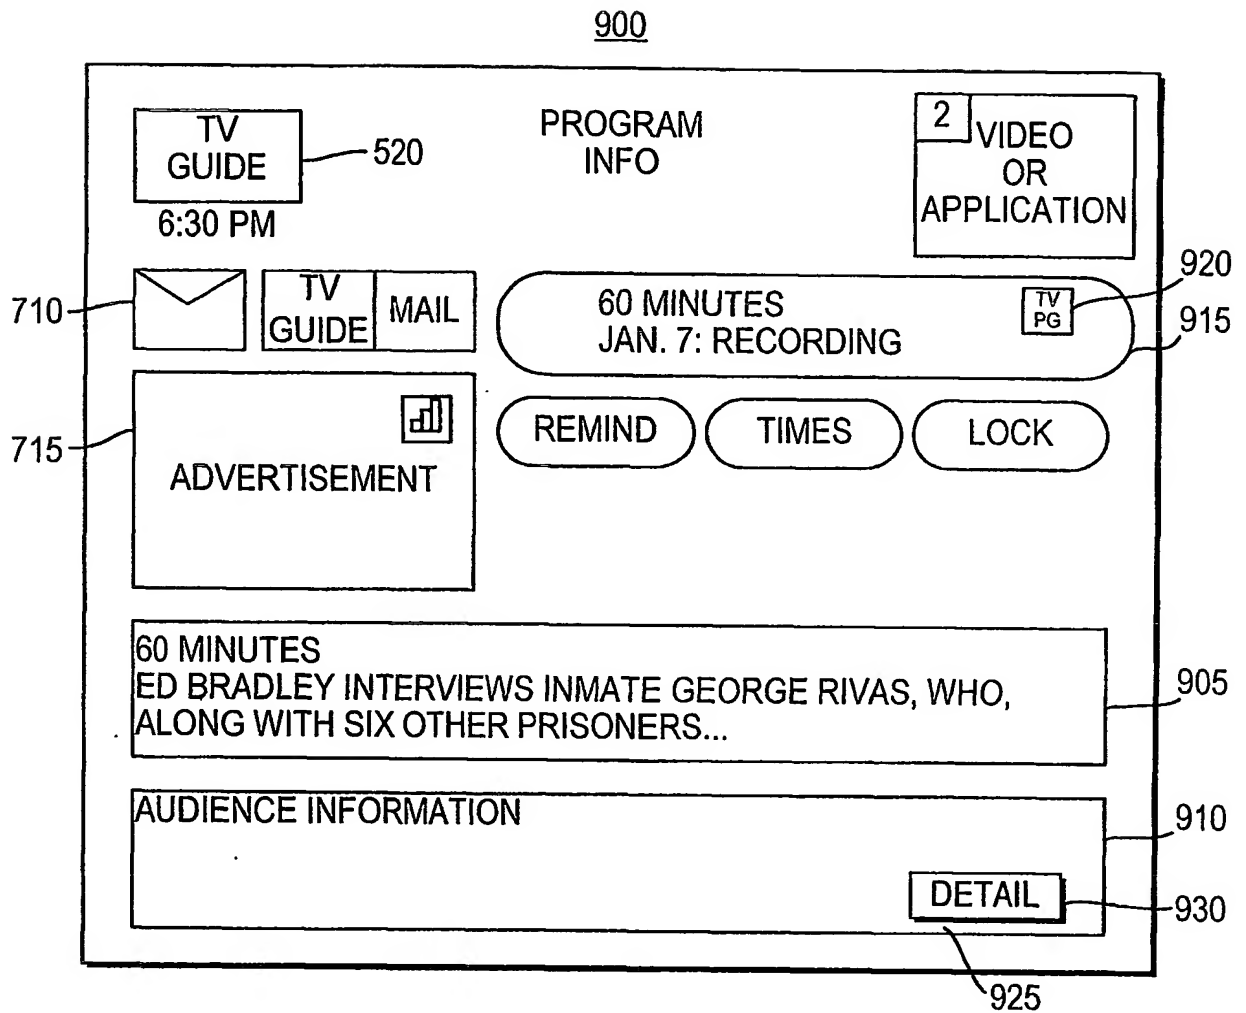 900
TV
GUIDE
520
6:30 PM
PROGRAM
INFO
2
VIDEO
OR
APPLICATION
710
TV
GUIDE
MAIL
60 MINUTES
JAN. 7: RECORDING
TV
PG
920
915
715
ADVERTISEMENT
REMIND
TIMES
LOCK
60 MINUTES
ED BRADLEY INTERVIEWS INMATE GEORGE RIVAS, WHO,
ALONG WITH SIX OTHER PRISONERS...
905
AUDIENCE INFORMATION
910
DETAIL
930
925